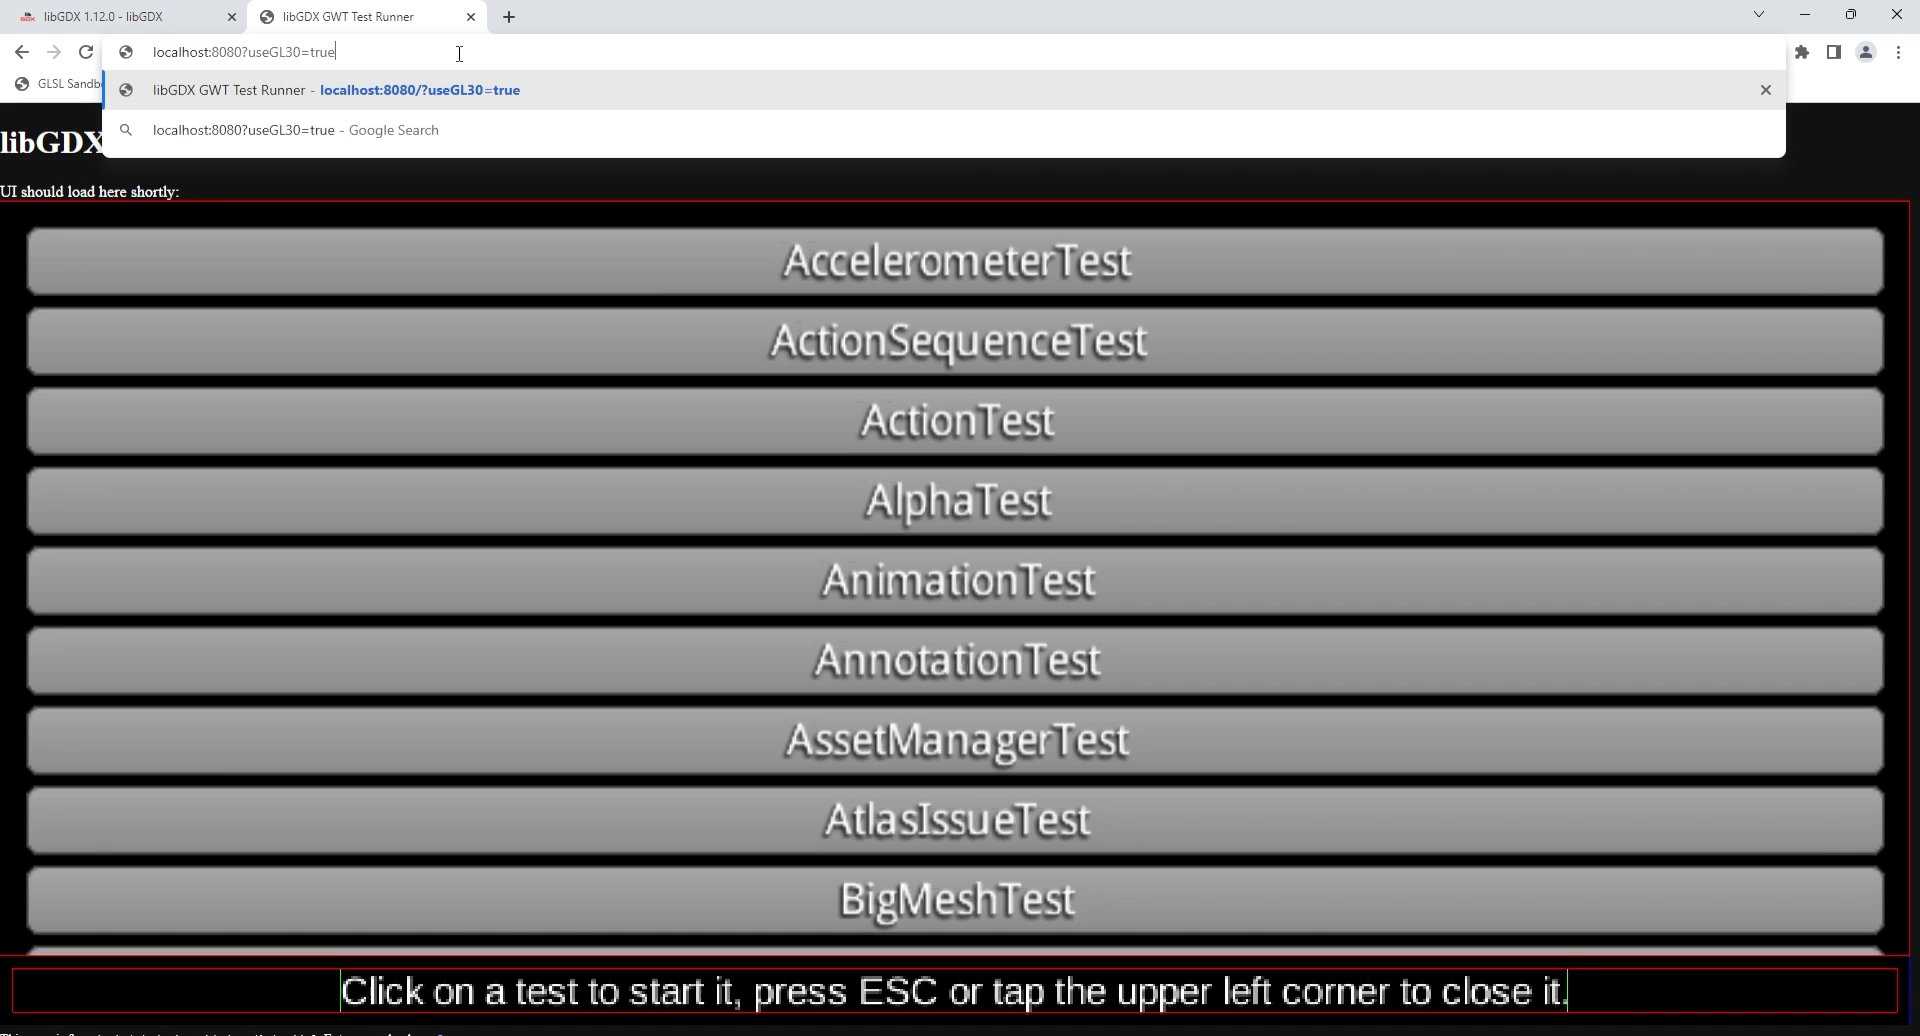 libGDX 1.12.0 - libGDX
libGDX GWT Test Runner
localhost:8080?useGL30=true
GLSL Sandb
libGDX GWT Test Runner - localhost:8080/?useGL30=true
localhost:8080?useGL30=true - Google Search
libGDX
UI should load here shortly:
AccelerometerTest
ActionSequenceTest
ActionTest
AlphaTest
AnimationTest
AnnotationTest
AssetManagerTest
AtlasIssueTest
BigMeshTest
Click on a test to start it, press ESC or tap the upper left corner to close it.